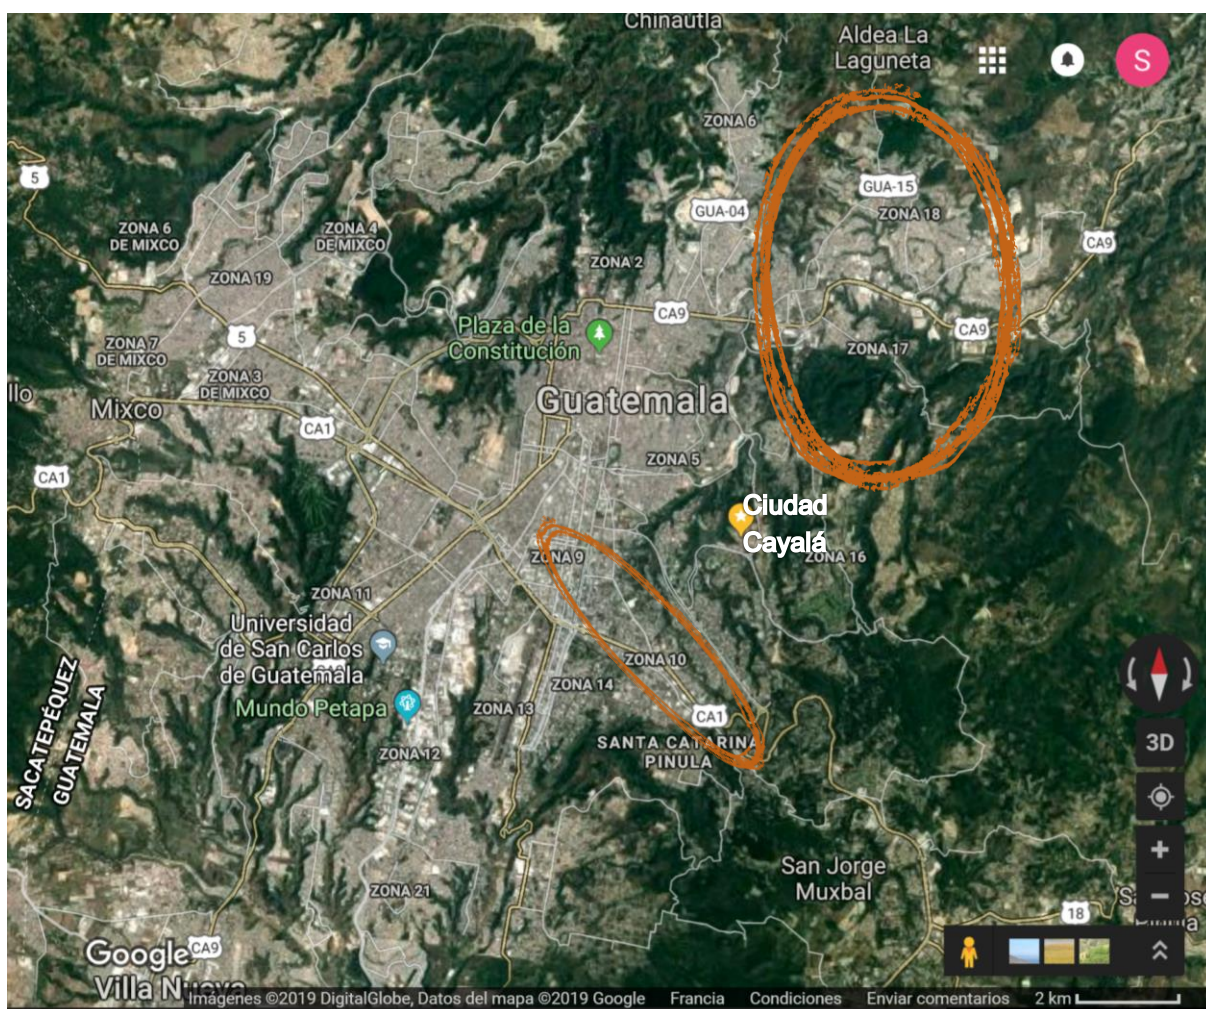 Chinautla
Aldea La
Laguneta
S
ZONA 6
5
GUA-15
GUA-04
ZONA 18
ZONA 6
DE MIXCO
ZONA 4
DE MIXCO
CA9
ZONA 2
ZONA 19
CA9
Plaza de la
Constitución
5
CA9
ZONA 7
DE MIXCO
ZONA 17
ZONA 3
DE MIXCO
llo
Mixco
Guatemala
CA1
ZONA 5
CA1
Ciudad
Cayalá
ZONA 9
ZONA 16
ZONA 11
Universidad
de San Carlos
de Guatemala
ZONA 10
ZONA 14
SACATEPÉQUEZ
GUATEMALA
Mundo Petapa
ZONA 13
CA1
SANTA CATARINA
PINULA
ZONA 12
3D
San Jorge
Muxbal
ZONA 21
18
Google
CA9
Villa Nueva
Imágenes ©2019 DigitalGlobe, Datos del mapa ©2019 Google Francia Condiciones Enviar comentarios 2 km